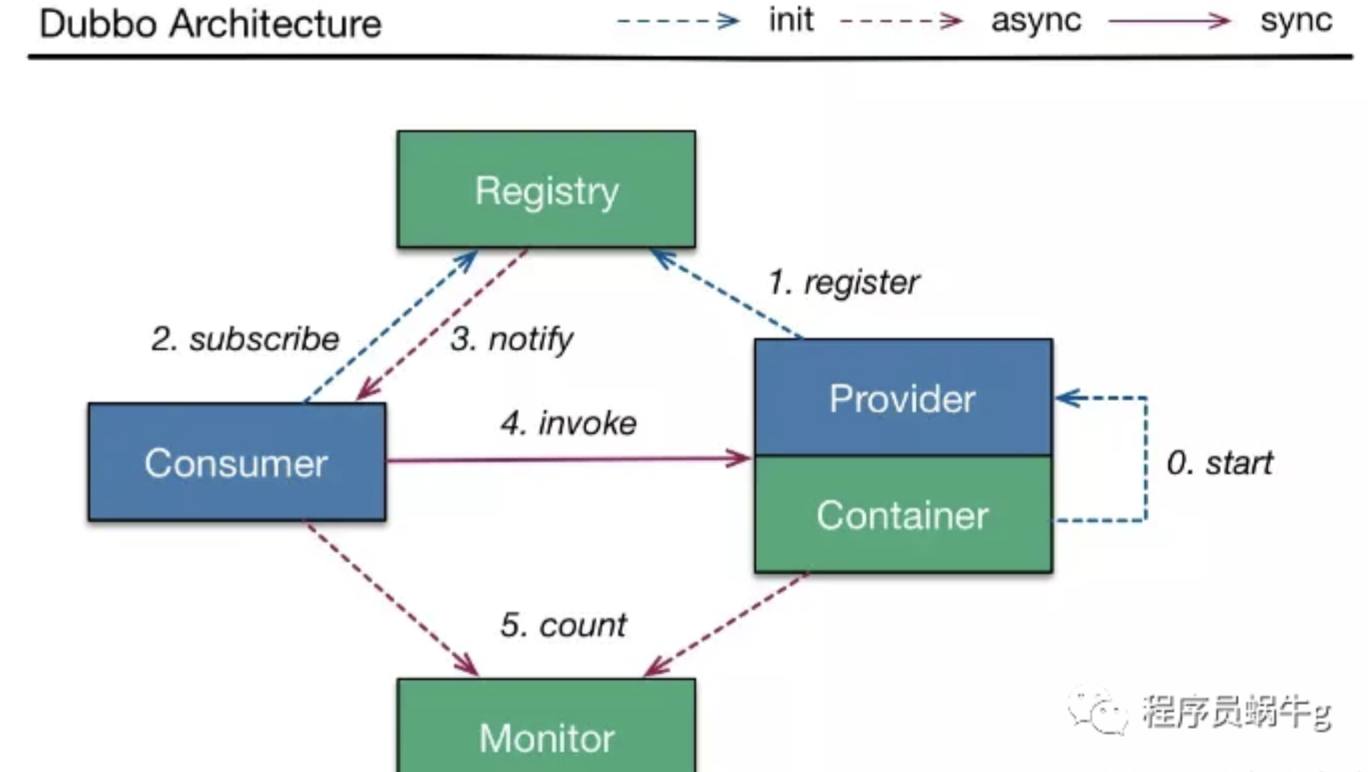 Dubbo Architecture
init
async
sync
Registry
1. register
2. subscribe
3. notify
Provider
4. invoke
Consumer
0. start
Container
5. count
Monitor
程序员蜗牛g